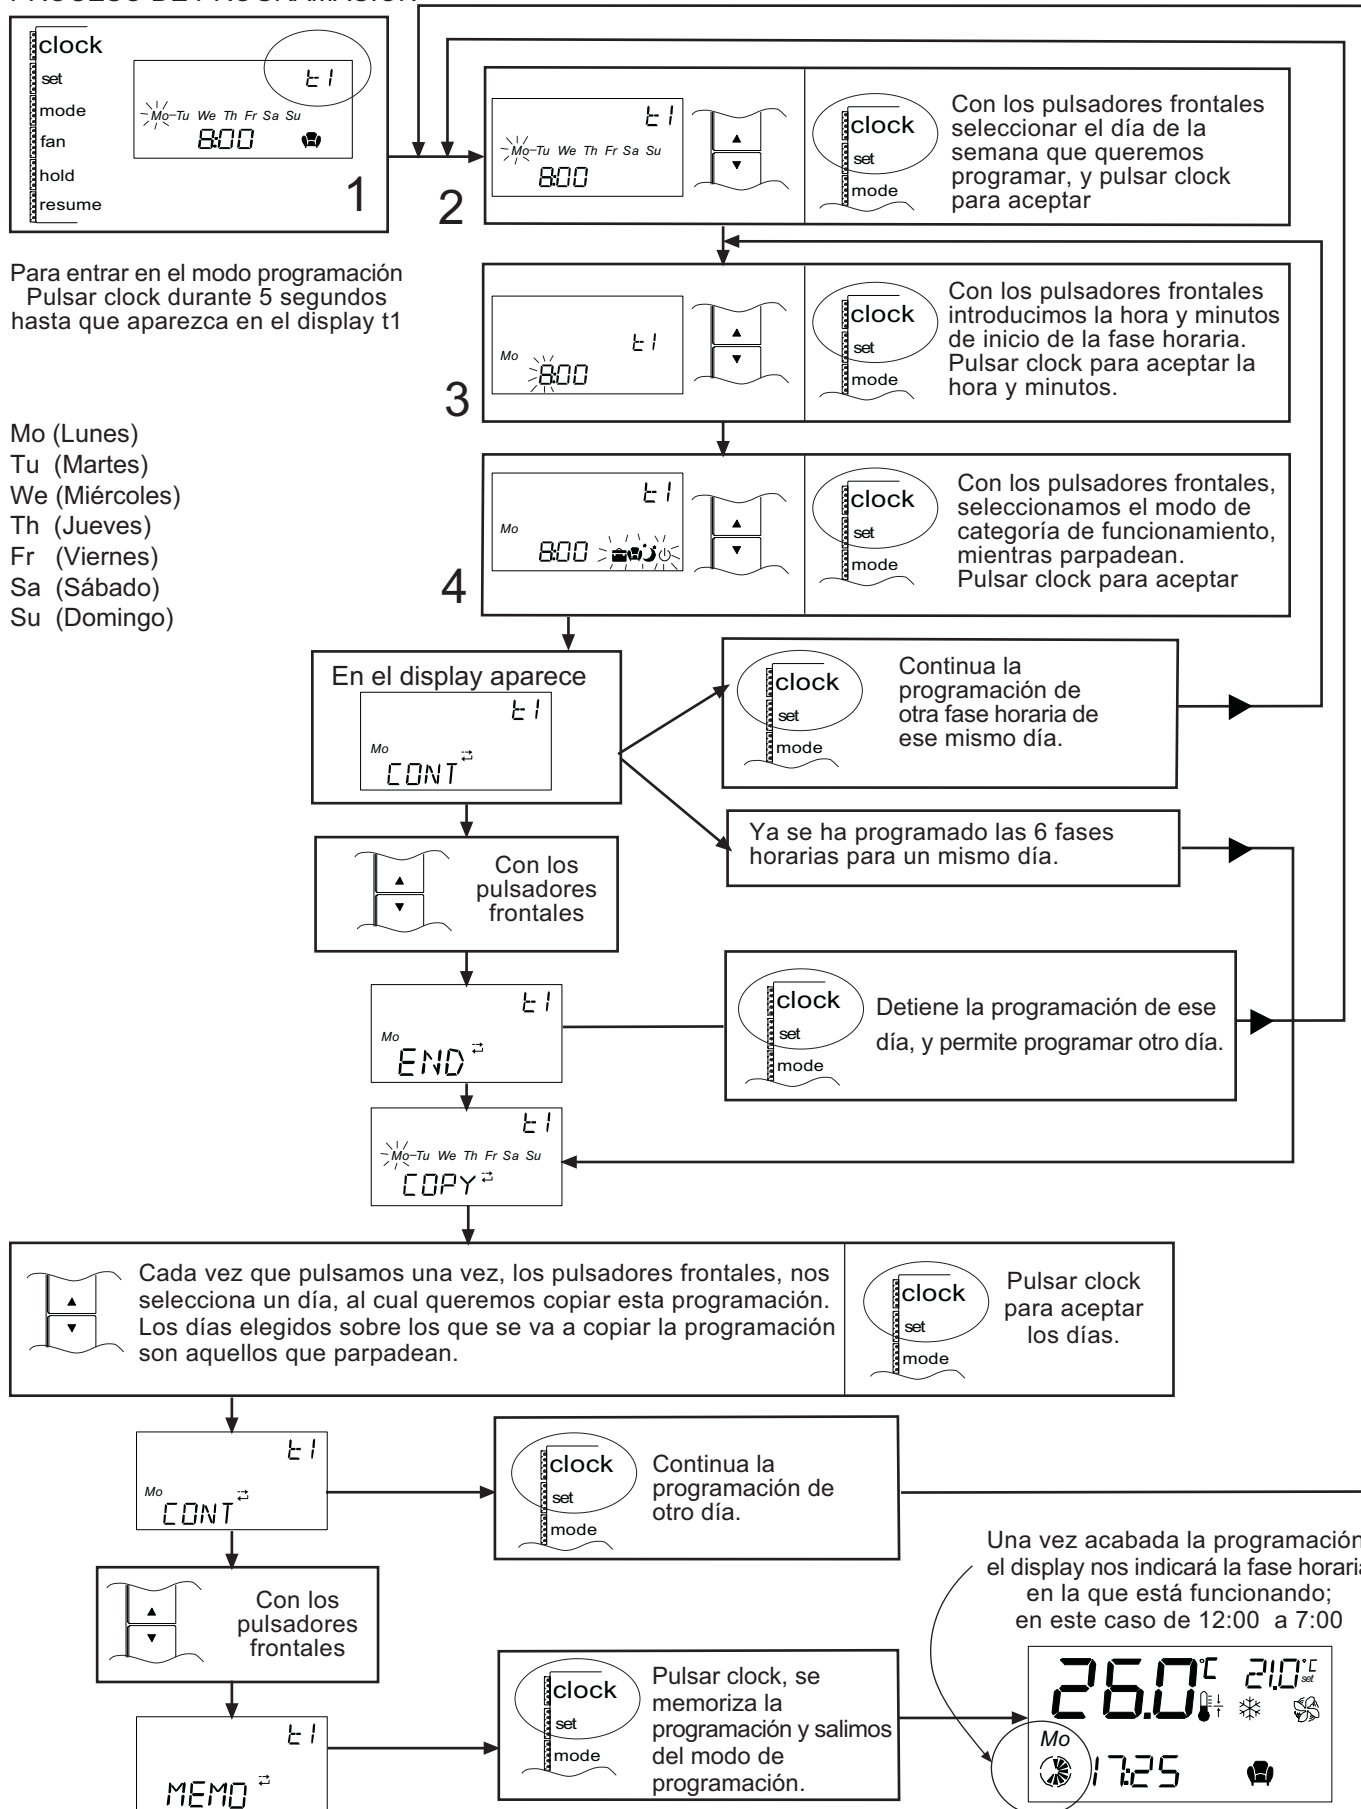 PROCESO DE PROGRAMACIÓN
clock
set
mode
fan
hold
resume
t1
Mo Tu We Th Fr Sa Su
8:00
1
2
t1
Mo Tu We Th Fr Sa Su
8:00
clock
set
mode
Con los pulsadores frontales
seleccionar el día de la
semana que queremos
programar, y pulsar clock
para aceptar
Para entrar en el modo programación
Pulsar clock durante 5 segundos
hasta que aparezca en el display t1
3
t1
Mo
8:00
clock
set
mode
Con los pulsadores frontales
introducimos la hora y minutos
de inicio de la fase horaria.
Pulsar clock para aceptar la
hora y minutos.
Mo (Lunes)
Tu (Martes)
We (Miércoles)
Th (Jueves)
Fr (Viernes)
Sa (Sábado)
Su (Domingo)
4
t1
Mo
8:00
clock
set
mode
Con los pulsadores frontales,
seleccionamos el modo de
categoría de funcionamiento,
mientras parpadean.
Pulsar clock para aceptar
En el display aparece
t1
Mo
CONT
clock
set
mode
Continua la
programación de
otra fase horaria de
ese mismo día.
Ya se ha programado las 6 fases
horarias para un mismo día.
Con los
pulsadores
frontales
t1
Mo
END
clock
set
mode
Detiene la programación de ese
día, y permite programar otro día.
t1
Mo Tu We Th Fr Sa Su
COPY
Cada vez que pulsamos una vez, los pulsadores frontales, nos
selecciona un día, al cual queremos copiar esta programación.
Los días elegidos sobre los que se va a copiar la programación
son aquellos que parpadean.
clock
set
mode
Pulsar clock
para aceptar
los días.
t1
Mo
CONT
clock
set
mode
Continua la
programación de
otro día.
Con los
pulsadores
frontales
t1
MEMO
clock
set
mode
Pulsar clock, se
memoriza la
programación y salimos
del modo de
programación.
Una vez acabada la programación
el display nos indicará la fase horaria
en la que está funcionando;
en este caso de 12:00 a 7:00
26.0°C
21.0°C
set
Mo
17:25